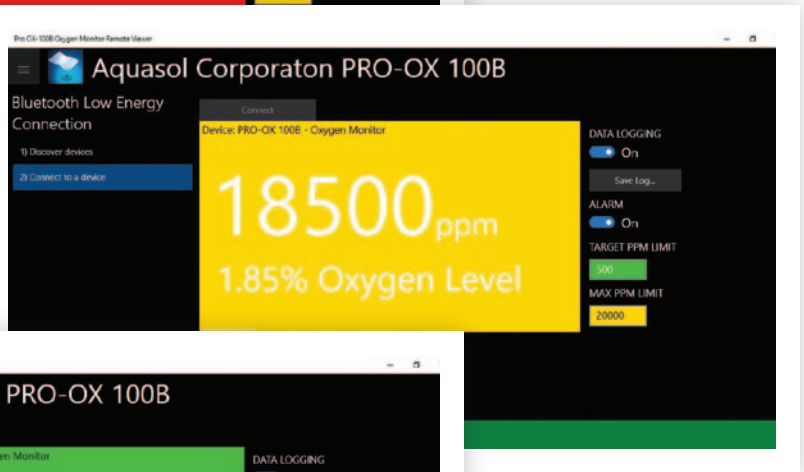 Pro OX-100B Oxygen Monitor Remote Viewer
Aquasol Corporaton PRO-OX 100B
Bluetooth Low Energy
Connection
1) Discover devices
2) Connect to a device
Connect
Device: PRO-OX 100B - Oxygen Monitor
18500ppm
1.85% Oxygen Level
DATA LOGGING
On
Save Log...
ALARM
On
TARGET PPM LIMIT
500
MAX PPM LIMIT
20000
PRO-OX 100B
en Monitor
DATA LOGGING